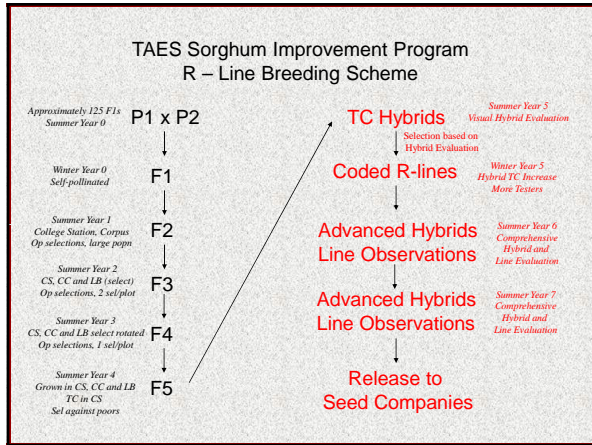 TAES Sorghum Improvement Program
R – Line Breeding Scheme
Approximately 125 F1s
Summer Year 0
P1 x P2
Winter Year 0
Self-pollinated
F1
Summer Year 1
College Station, Corpus
Op selections, large popn
F2
Summer Year 2
CS, CC and LB (select)
Op selections, 2 sel/plot
F3
Summer Year 3
CS, CC and LB select rotated
Op selections, 1 sel/plot
F4
Summer Year 4
Grown in CS, CC and LB
TC in CS
Sel against poors
F5
TC Hybrids
Summer Year 5
Visual Hybrid Evaluation
Selection based on
Hybrid Evaluation
Coded R-lines
Winter Year 5
Hybrid TC Increase
More Testers
Advanced Hybrids
Line Observations
Summer Year 6
Comprehensive
Hybrid and
Line Evaluation
Advanced Hybrids
Line Observations
Summer Year 7
Comprehensive
Hybrid and
Line Evaluation
Release to
Seed Companies